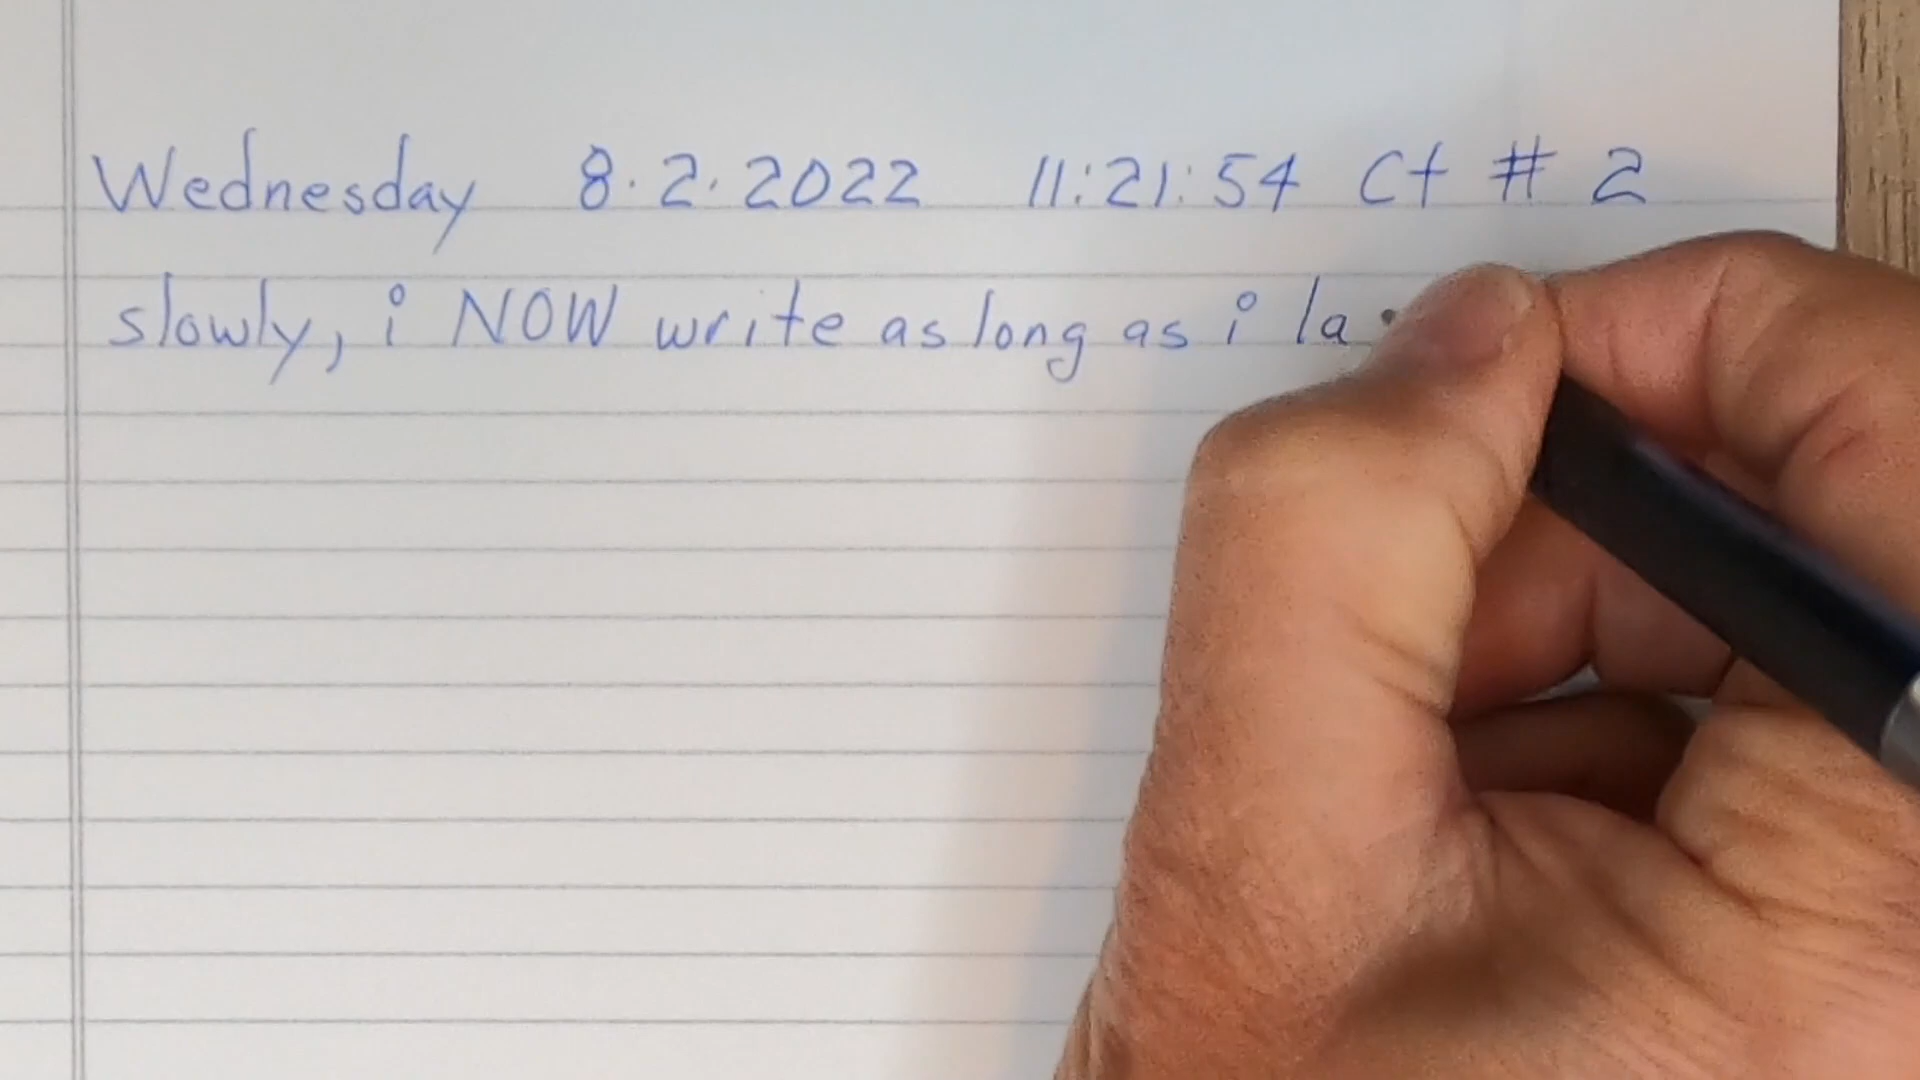 Wednesday 8.2.2022 11:21:54 Ct # 2
slowly, i NOW write as long as i la